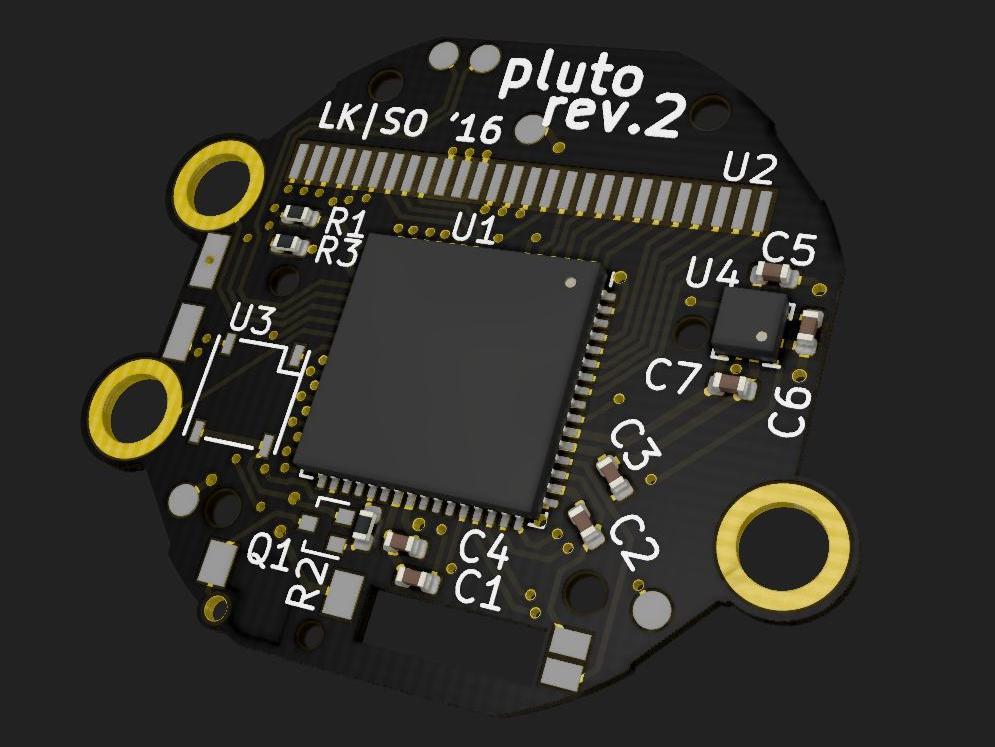 pluto
rev.2
LK|SO '16
U2
R1
U1
C5
R3
U4
U3
C7
C6
C3
Q1
C4
C2
R2
C1